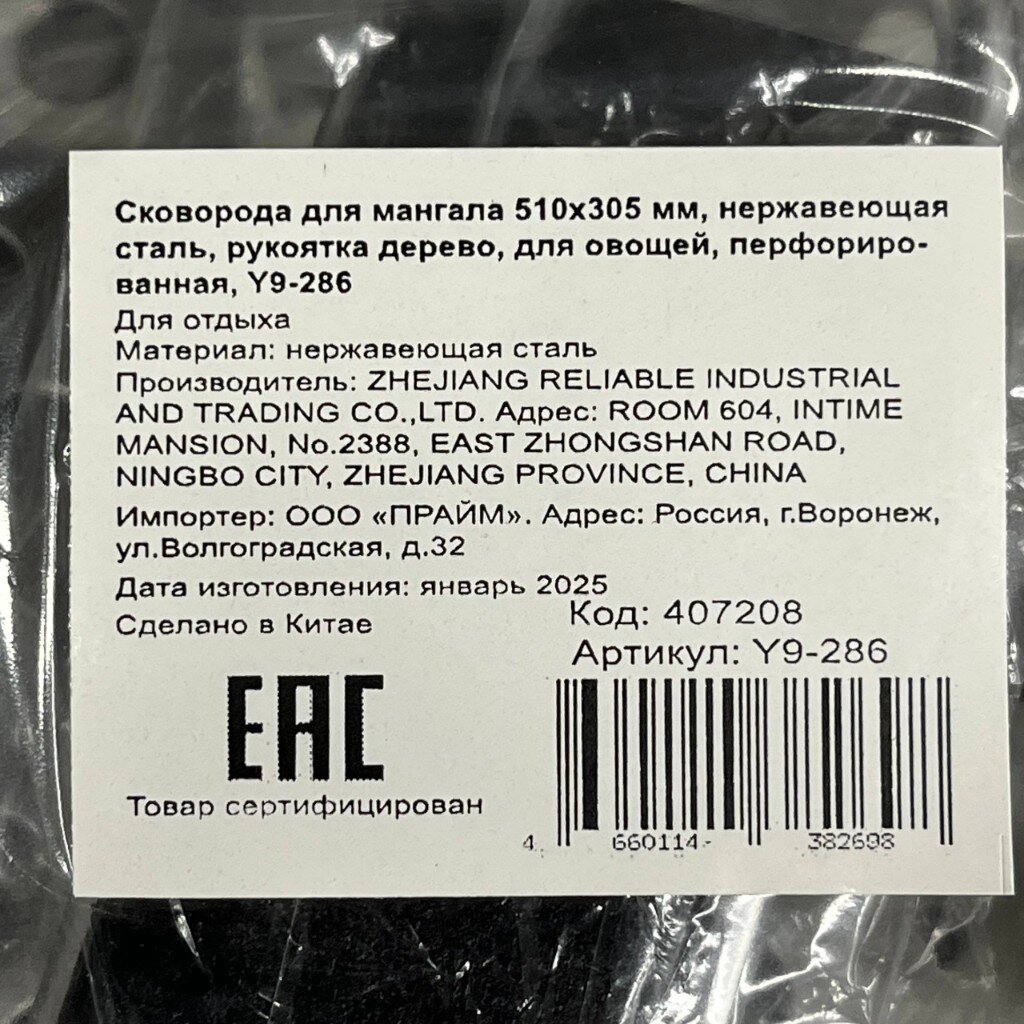 Сковорода для мангала 510х305 мм, нержавеющая
сталь, рукоятка дерево, для овощей, перфориро-
ванная, Y9-286
Для отдыха
Материал: нержавеющая сталь
Производитель: ZHEJIANG RELIABLE INDUSTRIAL
AND TRADING CO.,LTD. Адрес: ROOM 604, INTIME
MANSION, No.2388, EAST ZHONGSHAN ROAD,
NINGBO CITY, ZHEJIANG PROVINCE, CHINA
Импортер: ООО «ПРАЙМ». Адрес: Россия, г.Воронеж,
ул.Волгоградская, д.32
Дата изготовления: январь 2025
Сделано в Китае
Код: 407208
Артикул: Y9-286
EAC
Товар сертифицирован
4 660114 382698